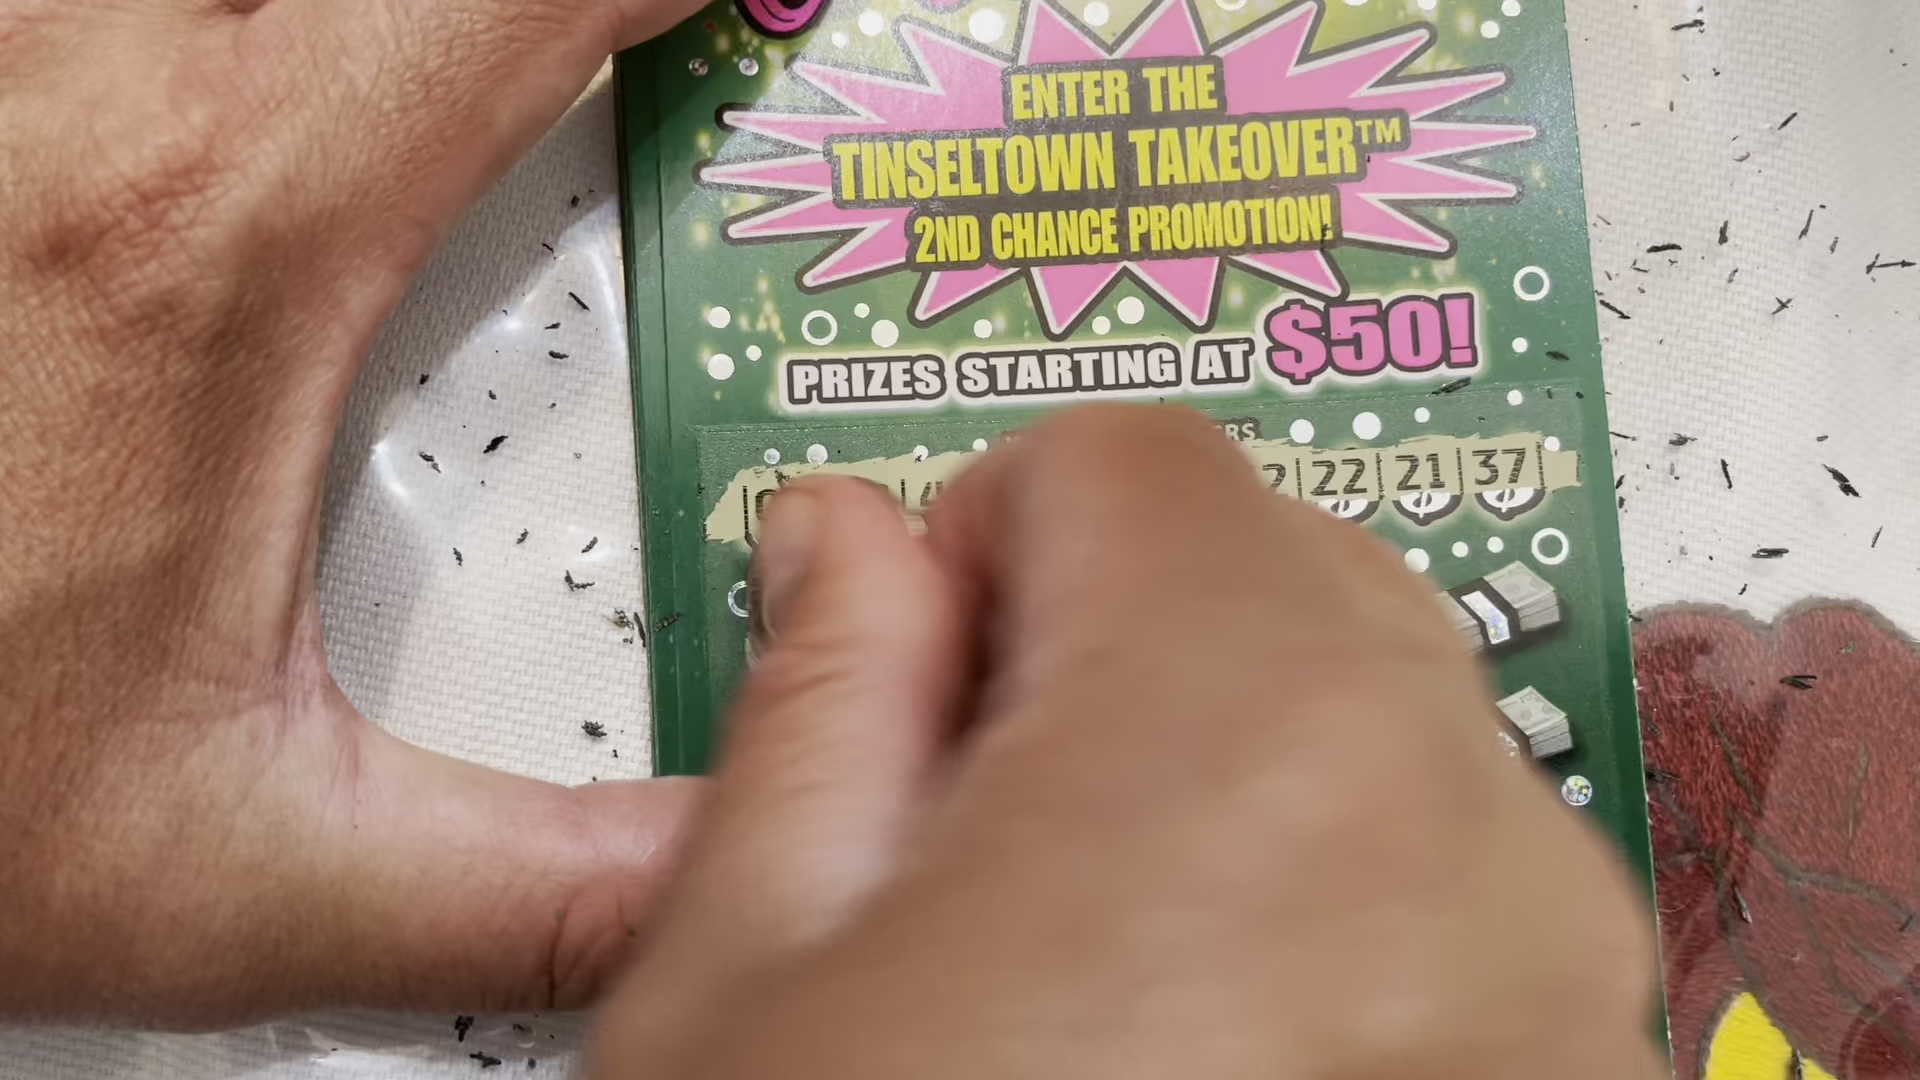 ENTER THE
TINSELTOWN TAKEOVER™
2ND CHANCE PROMOTION!
PRIZES STARTING AT $50!
22 21 37